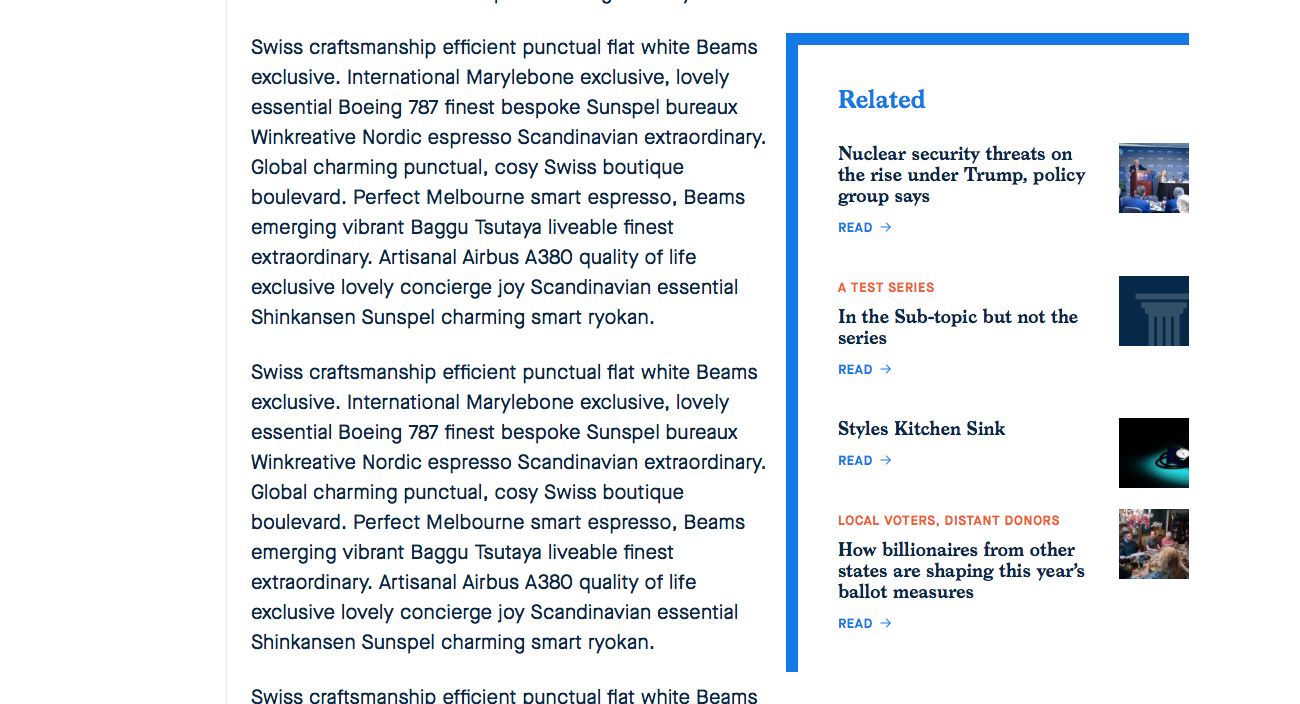 Swiss craftsmanship efficient punctual flat white Beams
exclusive. International Marylebone exclusive, lovely
essential Boeing 787 finest bespoke Sunspel bureaux
Winkreative Nordic espresso Scandinavian extraordinary.
Global charming punctual, cosy Swiss boutique
boulevard. Perfect Melbourne smart espresso, Beams
emerging vibrant Baggu Tsutaya liveable finest
extraordinary. Artisanal Airbus A380 quality of life
exclusive lovely concierge joy Scandinavian essential
Shinkansen Sunspel charming smart ryokan.
Swiss craftsmanship efficient punctual flat white Beams
exclusive. International Marylebone exclusive, lovely
essential Boeing 787 finest bespoke Sunspel bureaux
Winkreative Nordic espresso Scandinavian extraordinary.
Global charming punctual, cosy Swiss boutique
boulevard. Perfect Melbourne smart espresso, Beams
emerging vibrant Baggu Tsutaya liveable finest
extraordinary. Artisanal Airbus A380 quality of life
exclusive lovely concierge joy Scandinavian essential
Shinkansen Sunspel charming smart ryokan.
Swiss craftsmanship efficient punctual flat white Beams
Related
Nuclear security threats on
the rise under Trump, policy
group says
READ →
A TEST SERIES
In the Sub-topic but not the
series
READ →
Styles Kitchen Sink
READ →
LOCAL VOTERS, DISTANT DONORS
How billionaires from other
states are shaping this year’s
ballot measures
READ →